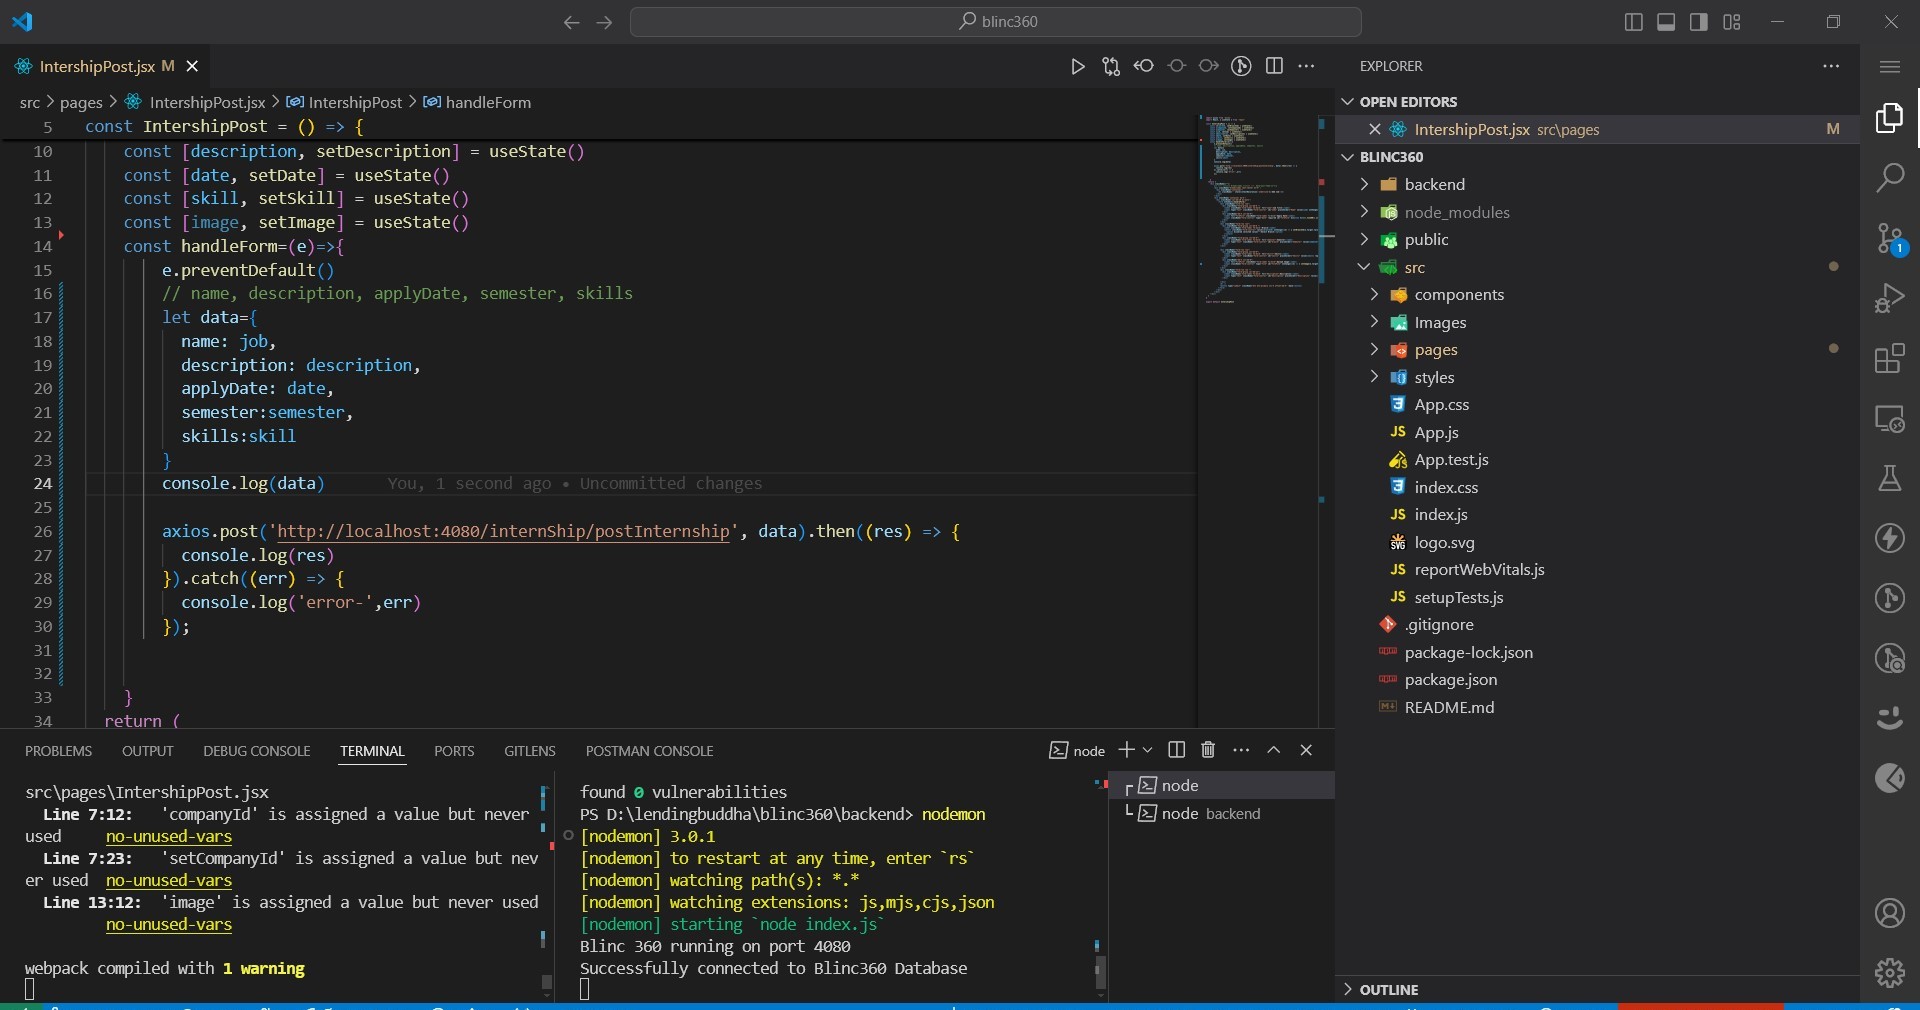 blinc360
IntershipPost.jsx M
src > pages > IntershipPost.jsx > IntershipPost > handleForm
5 const IntershipPost = () => {
10 const [description, setDescription] = useState()
11 const [date, setDate] = useState()
12 const [skill, setSkill] = useState()
13 const [image, setImage] = useState()
14 const handleForm=(e)=>{
15 e.preventDefault()
16 // name, description, applyDate, semester, skills
17 let data={
18 name: job,
19 description: description,
20 applyDate: date,
21 semester:semester,
22 skills:skill
23 }
24 console.log(data) You, 1 second ago • Uncommitted changes
25
26 axios.post('http://localhost:4080/internShip/postInternship', data).then((res) => {
27 console.log(res)
28 }).catch((err) => {
29 console.log('error-',err)
30 });
31
32
33 }
34 return (
EXPLORER
OPEN EDITORS
IntershipPost.jsx src\pages M
BLINC360
backend
node_modules
public
src
components
Images
pages
styles
App.css
JS App.js
App.test.js
index.css
JS index.js
SVG logo.svg
JS reportWebVitals.js
JS setupTests.js
.gitignore
package-lock.json
package.json
README.md
OUTLINE
1
PROBLEMS OUTPUT DEBUG CONSOLE TERMINAL PORTS GITLENS POSTMAN CONSOLE
node
src\pages\IntershipPost.jsx
Line 7:12: 'companyId' is assigned a value but never
used no-unused-vars
Line 7:23: 'setCompanyId' is assigned a value but nev
er used no-unused-vars
Line 13:12: 'image' is assigned a value but never used
no-unused-vars
webpack compiled with 1 warning
found 0 vulnerabilities
PS D:\lendingbuddha\blinc360\backend> nodemon
[nodemon] 3.0.1
[nodemon] to restart at any time, enter `rs`
[nodemon] watching path(s): *.*
[nodemon] watching extensions: js,mjs,cjs,json
[nodemon] starting `node index.js`
Blinc 360 running on port 4080
Successfully connected to Blinc360 Database
node
node backend